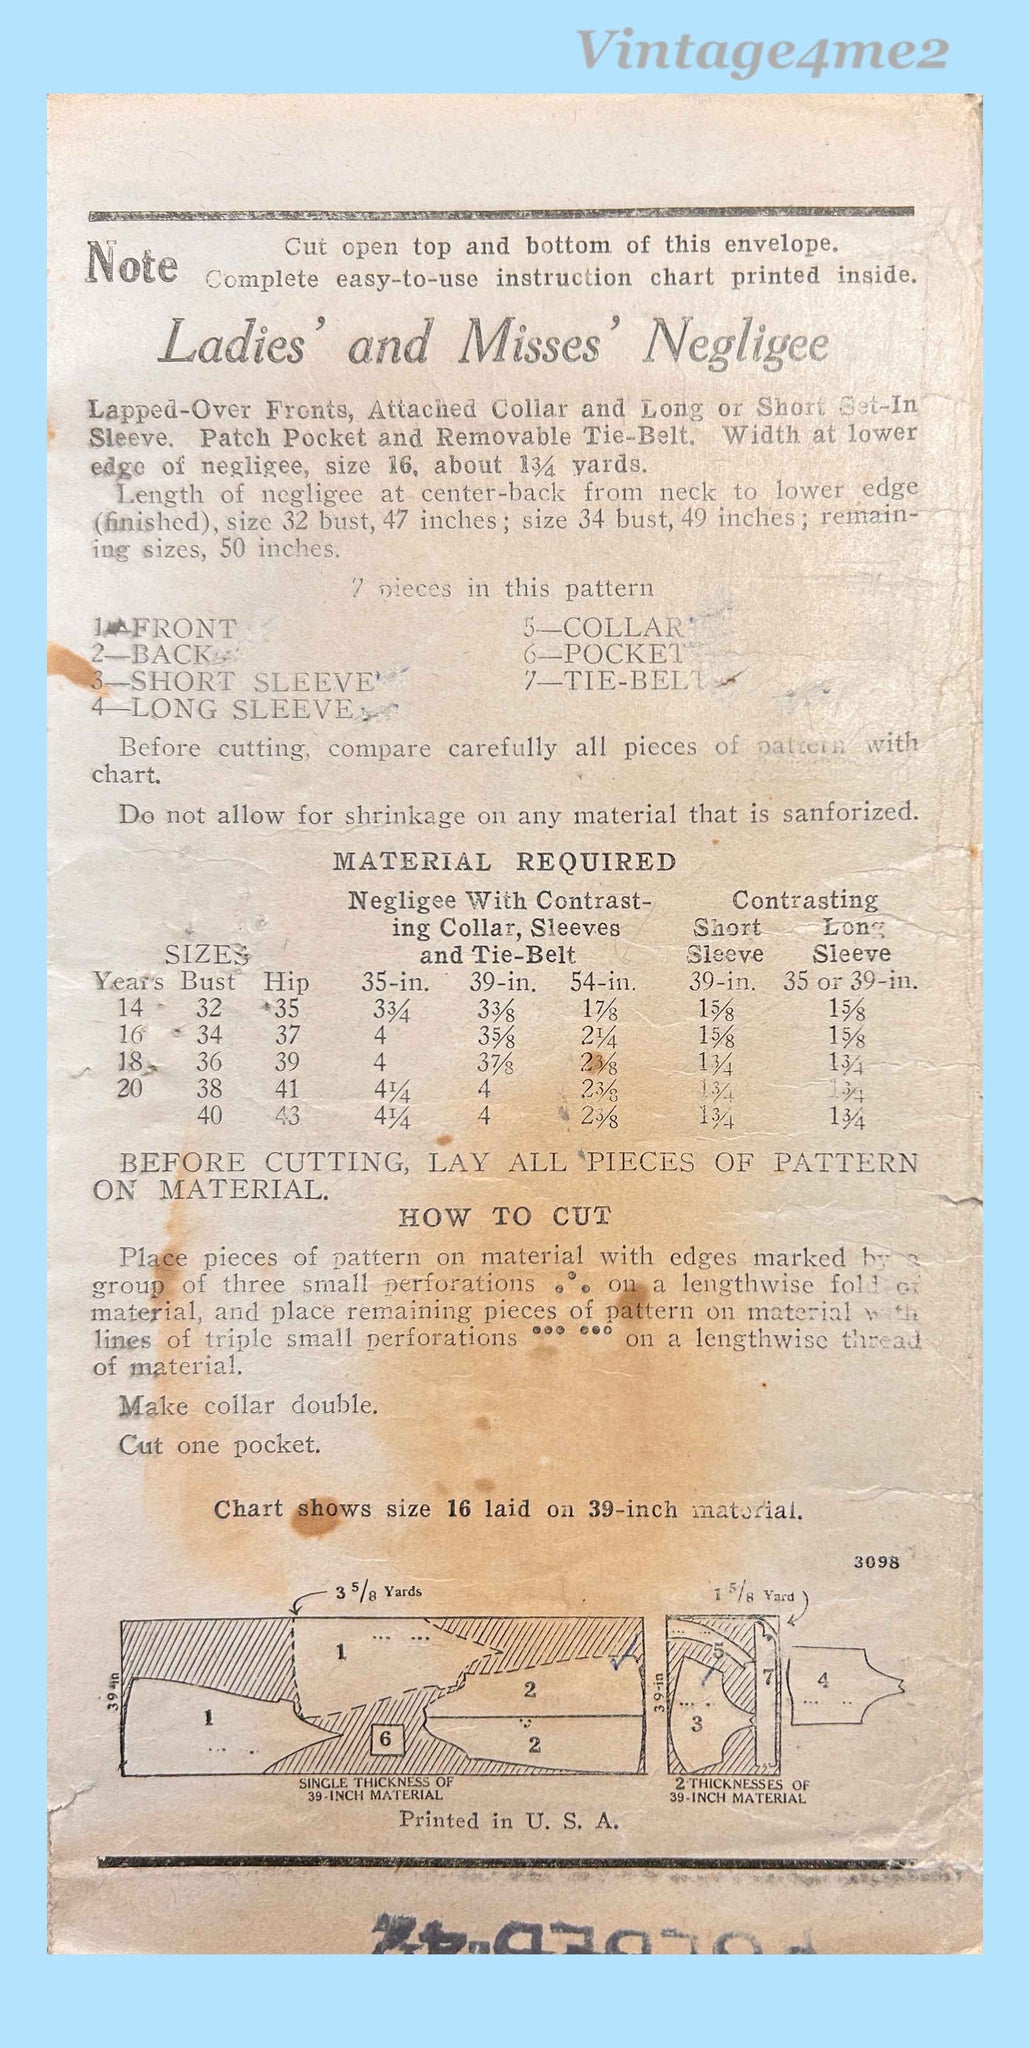 Vintage4me2
Note
Cut open top and bottom of this envelope.
Complete easy-to-use instruction chart printed inside.
Ladies' and Misses' Negligee
Lapped-Over Fronts, Attached Collar and Long or Short Set-In
Sleeve. Patch Pocket and Removable Tie-Belt. Width at lower
edge of negligee, size 16, about 1¾ yards.
Length of negligee at center-back from neck to lower edge
(finished), size 32 bust, 47 inches; size 34 bust, 49 inches; remain-
ing sizes, 50 inches.
7 pieces in this pattern
1—FRONT
2—BACK
3—SHORT SLEEVE
4—LONG SLEEVE
5—COLLAR
6—POCKET
7—TIE-BELT
Before cutting, compare carefully all pieces of pattern with
chart.
Do not allow for shrinkage on any material that is sanforized.
MATERIAL REQUIRED
Negligee With Contrast- Contrasting
ing Collar, Sleeves Short Long
SIZES and Tie-Belt Sleeve Sleeve
Years Bust Hip 35-in. 39-in. 54-in. 39-in. 35 or 39-in.
14 32 35 3¾ 3⅜ 1⅞ 1⅝ 1⅝
16 34 37 4 3⅝ 2¼ 1⅝ 1⅝
18 36 39 4 3⅞ 2⅜ 1¾ 1¾
20 38 41 4¼ 4 2⅜ 1¾ 1¾
40 43 4¼ 4 2⅜ 1¾ 1¾
BEFORE CUTTING, LAY ALL PIECES OF PATTERN
ON MATERIAL.
HOW TO CUT
Place pieces of pattern on material with edges marked by a
group of three small perforations on a lengthwise fold of
material, and place remaining pieces of pattern on material with
lines of triple small perforations on a lengthwise thread
of material.
Make collar double.
Cut one pocket.
Chart shows size 16 laid on 39-inch material.
3098
3 5/8 Yards
1 5/8 Yard
39-in
1
1
2
2
6
39-in
5
3
7
4
SINGLE THICKNESS OF
39-INCH MATERIAL
2 THICKNESSES OF
39-INCH MATERIAL
Printed in U. S. A.